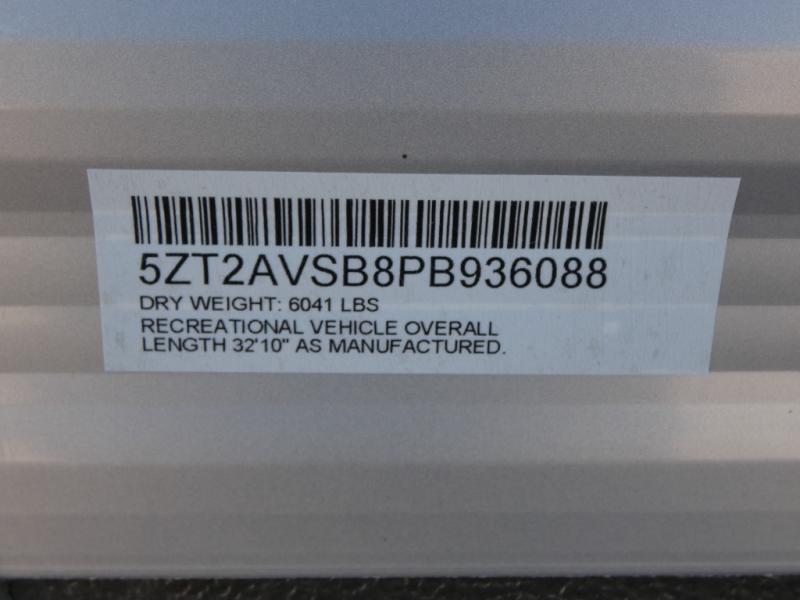 5ZT2AVSB8PB936088
DRY WEIGHT: 6041 LBS
RECREATIONAL VEHICLE OVERALL
LENGTH 32'10" AS MANUFACTURED.